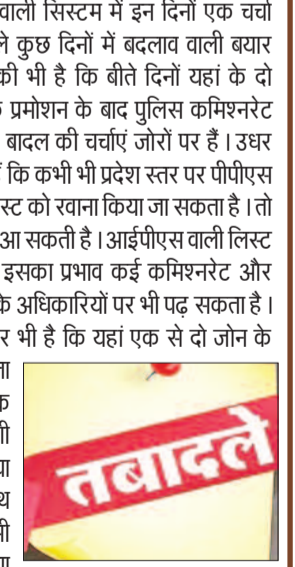 वाली सिस्टम में इन दिनों एक चर्चा
ले कुछ दिनों में बदलाव वाली बयार
की भी है कि बीते दिनों यहां के दो
प्रमोशन के बाद पुलिस कमिश्नरेट
बादल की चर्चाएं जोरों पर हैं । उधर
कि कभी भी प्रदेश स्तर पर पीपीएस
स्ट को रवाना किया जा सकता है । तो
आ सकती है । आईपीएस वाली लिस्ट
इसका प्रभाव कई कमिश्नरेट और
के अधिकारियों पर भी पढ़ सकता है ।
र भी है कि यहां एक से दो जोन के
तबादले